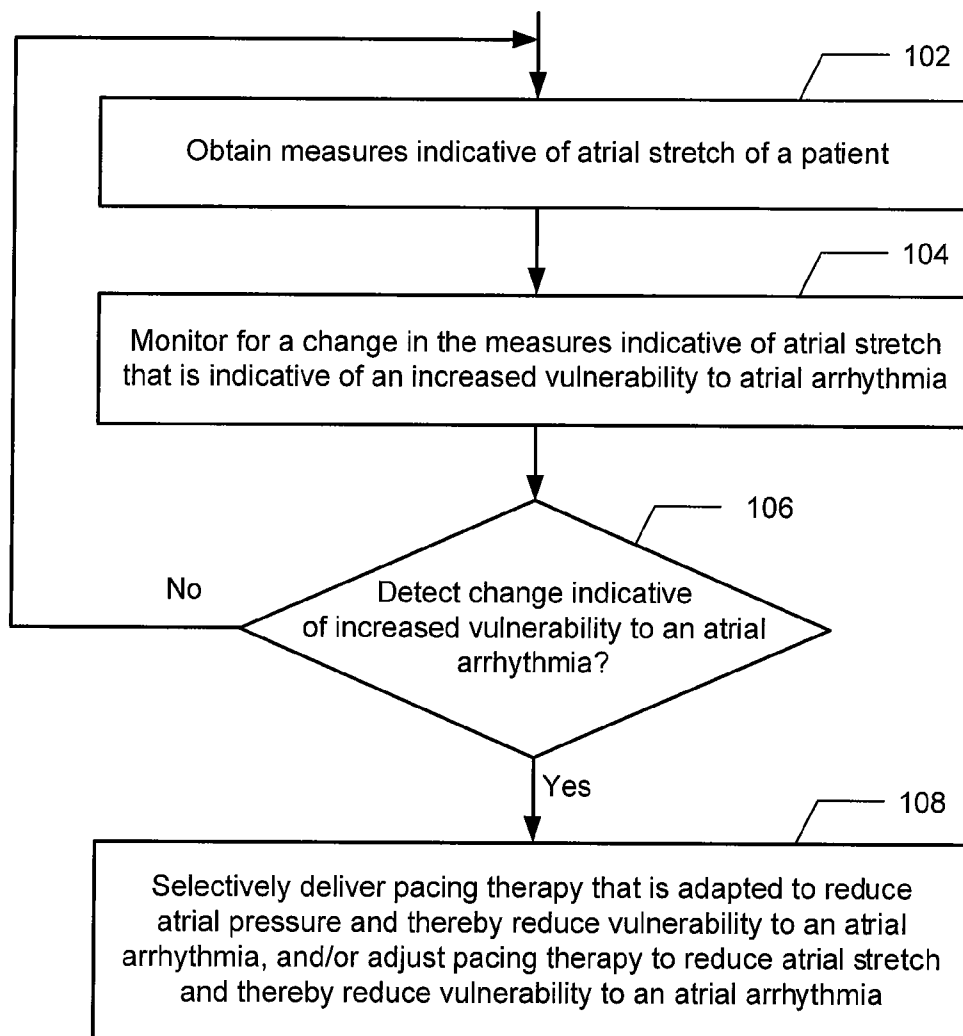 102
Obtain measures indicative of atrial stretch of a patient
104
Monitor for a change in the measures indicative of atrial stretch
that is indicative of an increased vulnerability to atrial arrhythmia
106
No
Detect change indicative
of increased vulnerability to an atrial
arrhythmia?
Yes
108
Selectively deliver pacing therapy that is adapted to reduce
atrial pressure and thereby reduce vulnerability to an atrial
arrhythmia, and/or adjust pacing therapy to reduce atrial stretch
and thereby reduce vulnerability to an atrial arrhythmia